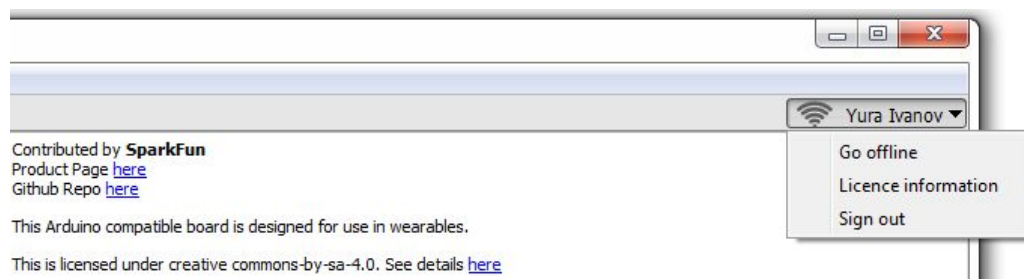 Yura Ivanov
Go offline
Licence information
Sign out
Contributed by SparkFun
Product Page here
Github Repo here
This Arduino compatible board is designed for use in wearables.
This is licensed under creative commons-by-sa-4.0. See details here